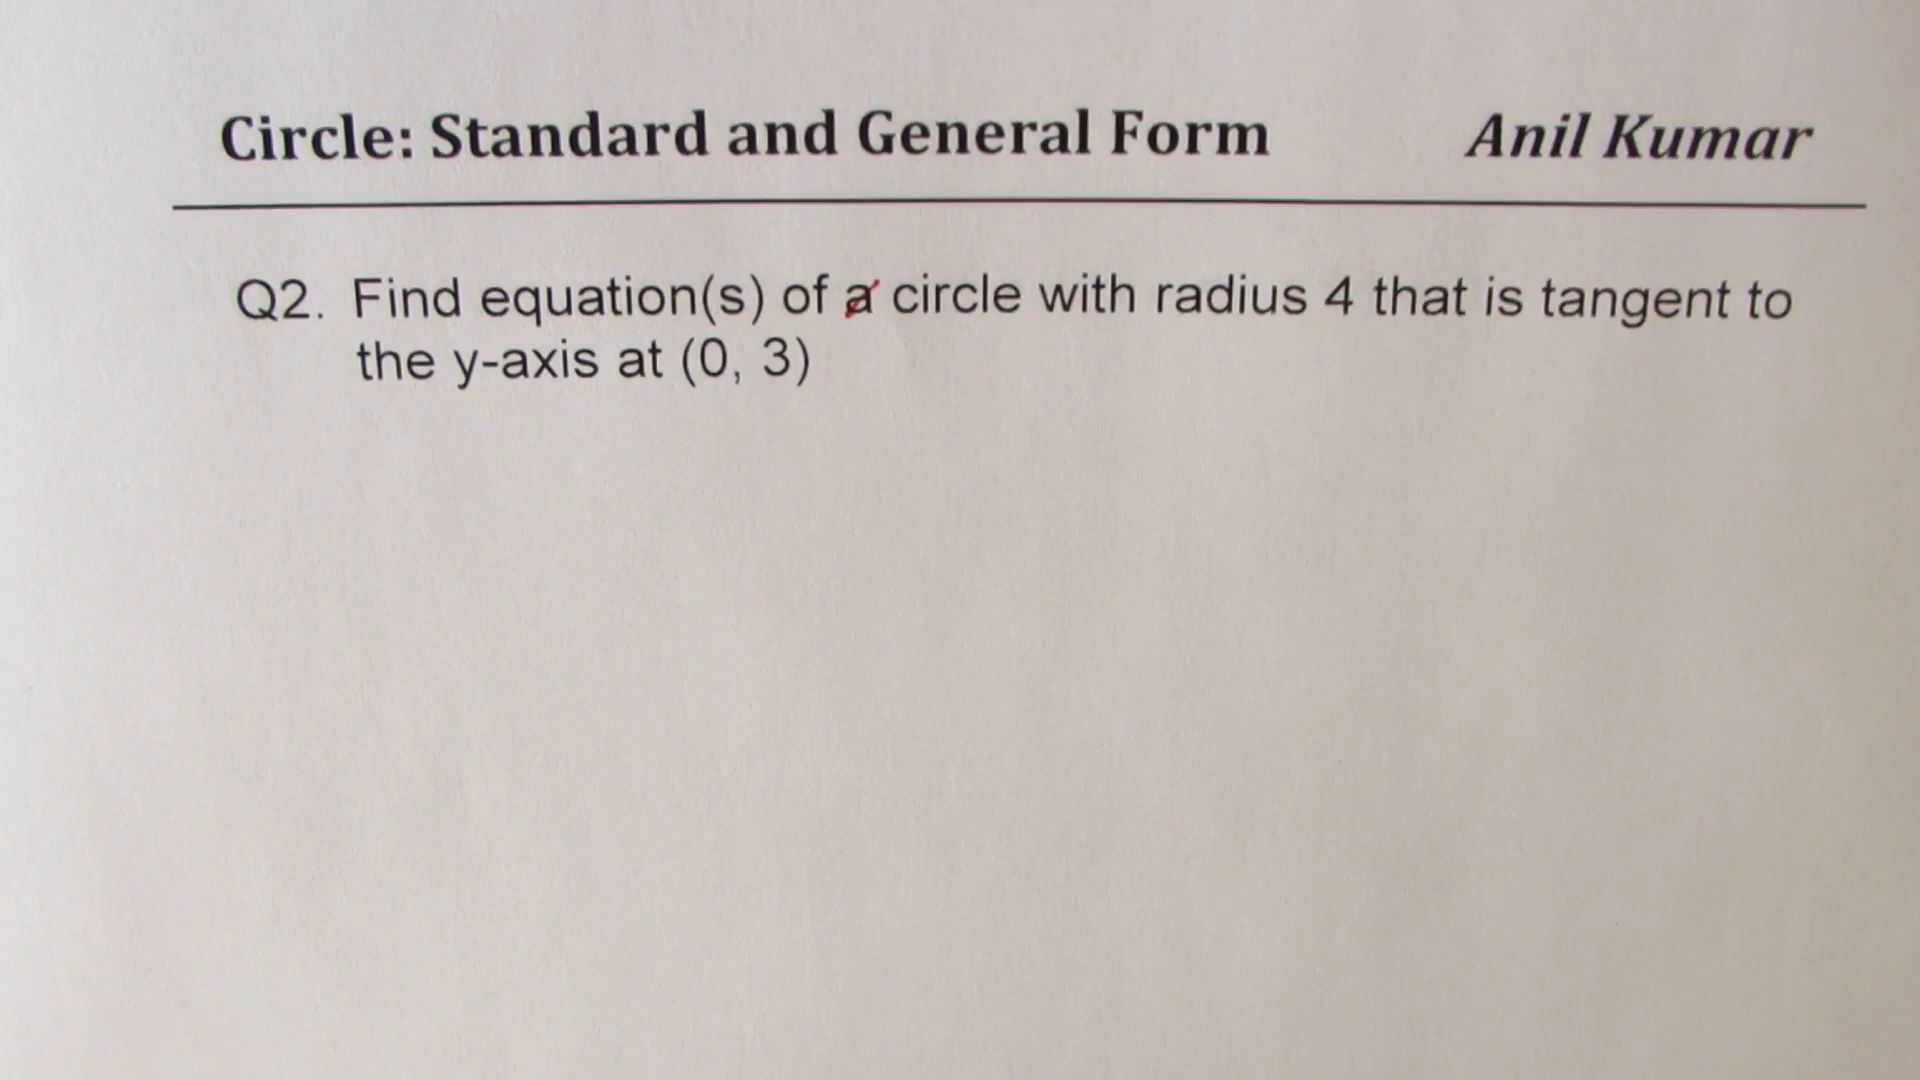 Circle: Standard and General Form Anil Kumar
Q2. Find equation(s) of a circle with radius 4 that is tangent to
the y-axis at (0, 3)